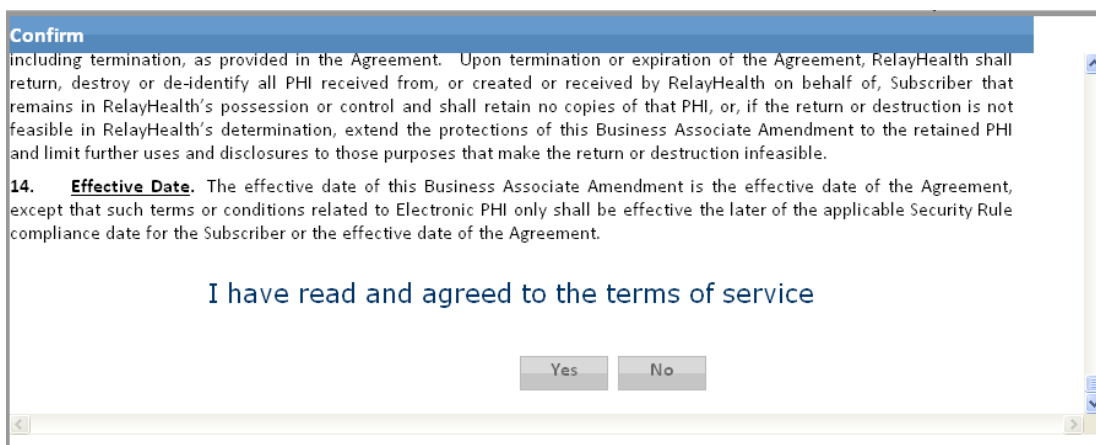 Confirm
including termination, as provided in the Agreement. Upon termination or expiration of the Agreement, RelayHealth shall
return, destroy or de-identify all PHI received from, or created or received by RelayHealth on behalf of, Subscriber that
remains in RelayHealth's possession or control and shall retain no copies of that PHI, or, if the return or destruction is not
feasible in RelayHealth's determination, extend the protections of this Business Associate Amendment to the retained PHI
and limit further uses and disclosures to those purposes that make the return or destruction infeasible.
14. Effective Date. The effective date of this Business Associate Amendment is the effective date of the Agreement,
except that such terms or conditions related to Electronic PHI only shall be effective the later of the applicable Security Rule
compliance date for the Subscriber or the effective date of the Agreement.
I have read and agreed to the terms of service
Yes No